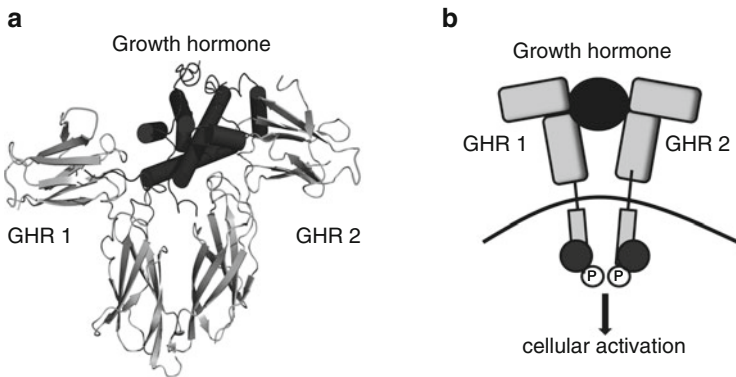 a
Growth hormone
GHR 1
GHR 2
b
Growth hormone
GHR 1
GHR 2
P
P
cellular activation